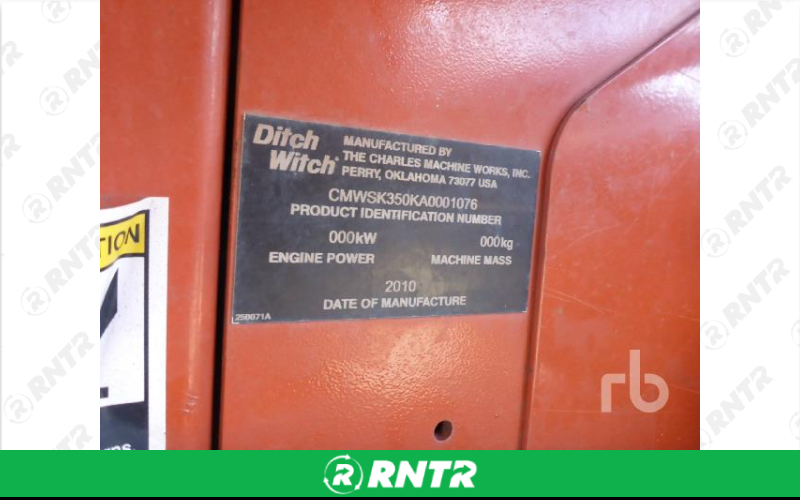 Ditch
Witch®
MANUFACTURED BY
THE CHARLES MACHINE WORKS, INC.
PERRY, OKLAHOMA 73077 USA
CMWSK350KA0001076
PRODUCT IDENTIFICATION NUMBER
000kW 000kg
ENGINE POWER MACHINE MASS
2010
DATE OF MANUFACTURE
258071A
TION
rb
RNTR